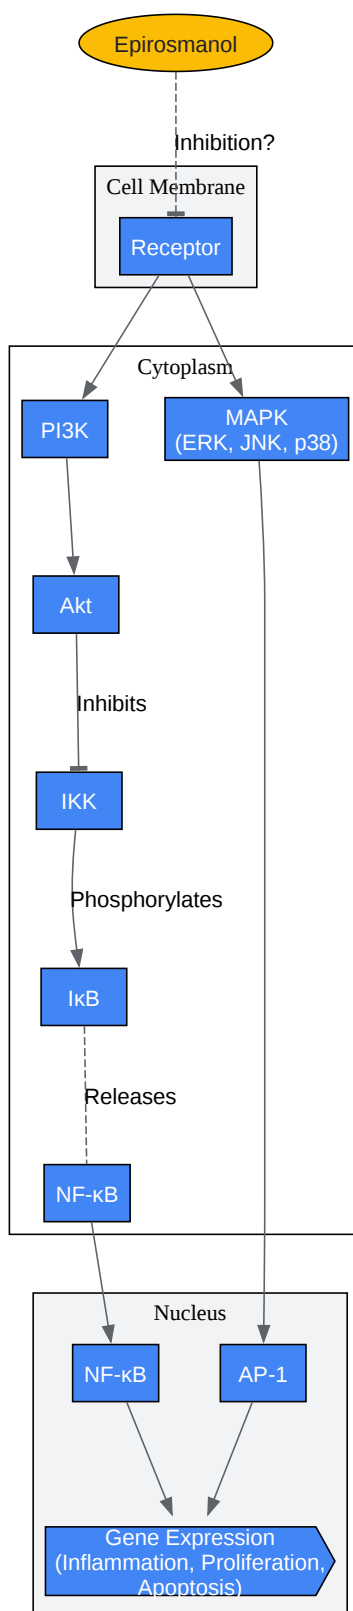 Epirosmanol
Inhibition?
Cell Membrane
Receptor
Cytoplasm
PI3K
MAPK
(ERK, JNK, p38)
Akt
Inhibits
IKK
Phosphorylates
IκB
Releases
NF-κB
Nucleus
NF-κB
AP-1
Gene Expression
(Inflammation, Proliferation,
Apoptosis)